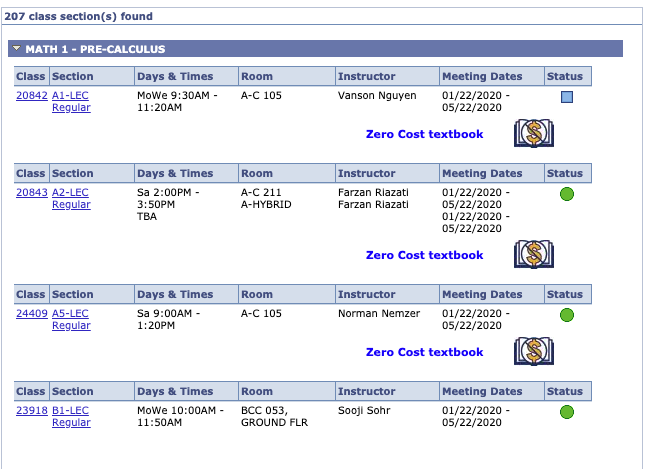 207 class section(s) found
MATH 1 - PRE-CALCULUS
Class Section Days & Times Room Instructor Meeting Dates Status
20842 A1-LEC MoWe 9:30AM - A-C 105 Vanson Nguyen 01/22/2020 -
Regular 11:20AM 05/22/2020
Zero Cost textbook $
Class Section Days & Times Room Instructor Meeting Dates Status
20843 A2-LEC Sa 2:00PM - A-C 211 Farzan Riazati 01/22/2020 -
Regular 3:50PM A-HYBRID Farzan Riazati 05/22/2020
TBA 01/22/2020 -
05/22/2020
Zero Cost textbook $
Class Section Days & Times Room Instructor Meeting Dates Status
24409 A5-LEC Sa 9:00AM - A-C 105 Norman Nemzer 01/22/2020 -
Regular 1:20PM 05/22/2020
Zero Cost textbook $
Class Section Days & Times Room Instructor Meeting Dates Status
23918 B1-LEC MoWe 10:00AM - BCC 053, Sooji Sohr 01/22/2020 -
Regular 11:50AM GROUND FLR 05/22/2020